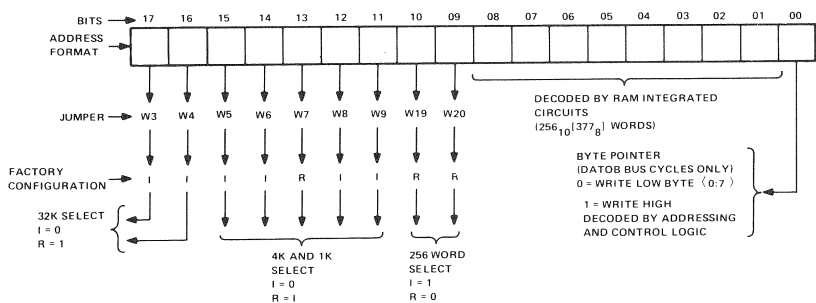 BITS 17 16 15 14 13 12 11 10 09 08 07 06 05 04 03 02 01 00
ADDRESS
FORMAT
JUMPER W3 W4 W5 W6 W7 W8 W9 W19 W20
DECODED BY RAM INTEGRATED
CIRCUITS
(256₁₀[377₈] WORDS)
FACTORY
CONFIGURATION I I I I R I I R R
BYTE POINTER
(DATOB BUS CYCLES ONLY)
0 = WRITE LOW BYTE ⟨0:7⟩
1 = WRITE HIGH
DECODED BY ADDRESSING
AND CONTROL LOGIC
32K SELECT
I = 0
R = 1
4K AND 1K
SELECT
I = 0
R = I
256 WORD
SELECT
I = 1
R = 0